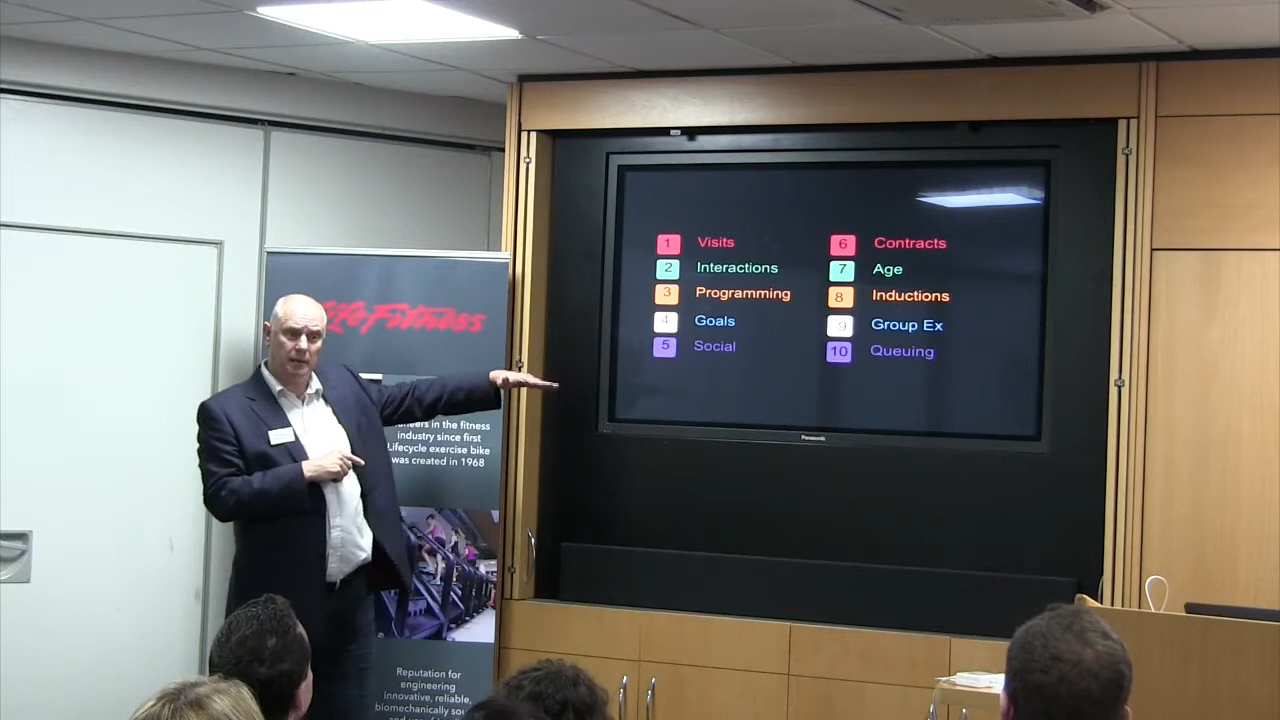 Life Fitness
in the fitness
industry since first
Lifecycle exercise bike
was created in 1968
Reputation for
engineering
innovative, reliable,
biomechanically
1 Visits
2 Interactions
3 Programming
4 Goals
5 Social
6 Contracts
7 Age
8 Inductions
9 Group Ex
10 Queuing
Panasonic